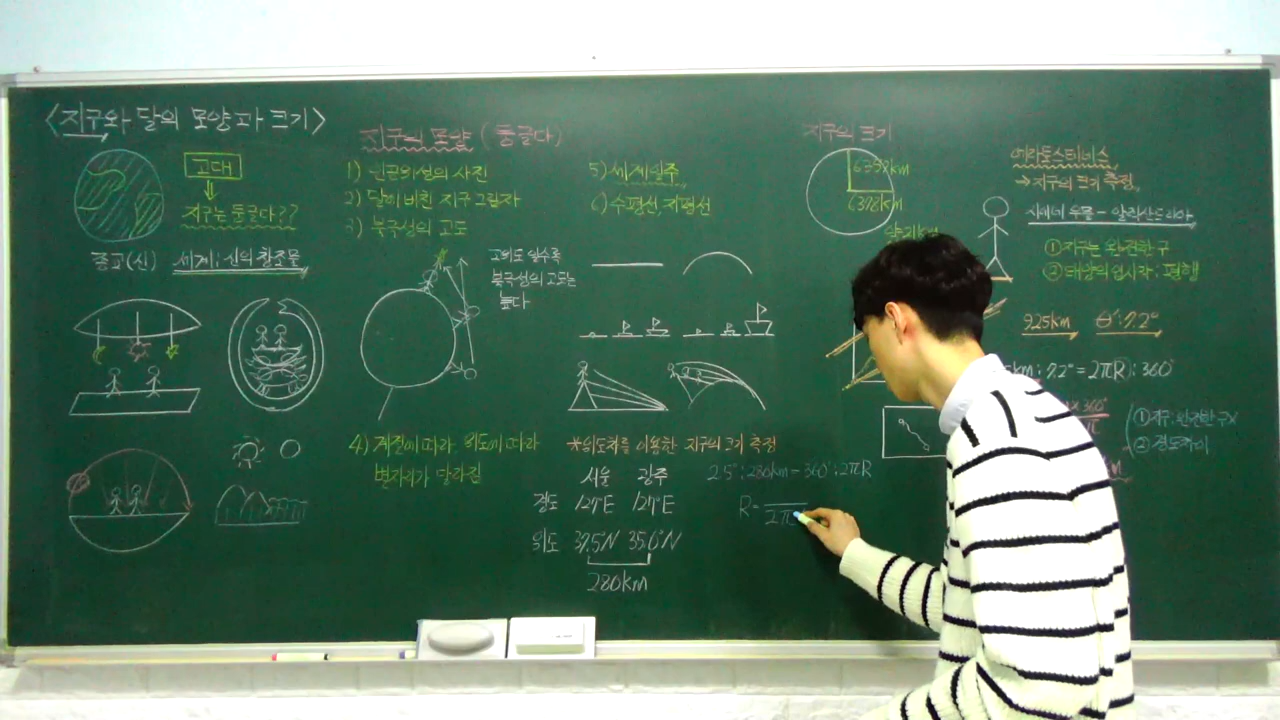 <지구와 달의 모양과 크기>
고대
지구는 둥글다??
종교(신) 세계: 신의 창조물
지구의 모양 (둥글다)
1) 인공위성의 사진
2) 달에 비친 지구 그림자
3) 북극성의 고도
고위도 일수록
북극성의 고도는
높다
4) 계절에 따라, 위도에 따라
별자리가 달라짐
5) 세계일주
6) 수평선, 지평선
*위도차를 이용한 지구의 크기 측정
서울 광주
경도 127°E 127°E
위도 37.5°N 35.0°N
280km
2.5° : 280km = 360° : 2πR
R =
지구의 크기
6358km
6378km
에라토스테네스
→ 지구의 크기 측정
시에네 우물 - 알렉산드리아
① 지구는 완전한 구
② 태양의 입사각 : 평행
925km θ' : 7.2°
km : 7.2° = 2πR : 360°
① 지구: 완전한 구X
② 경도차이